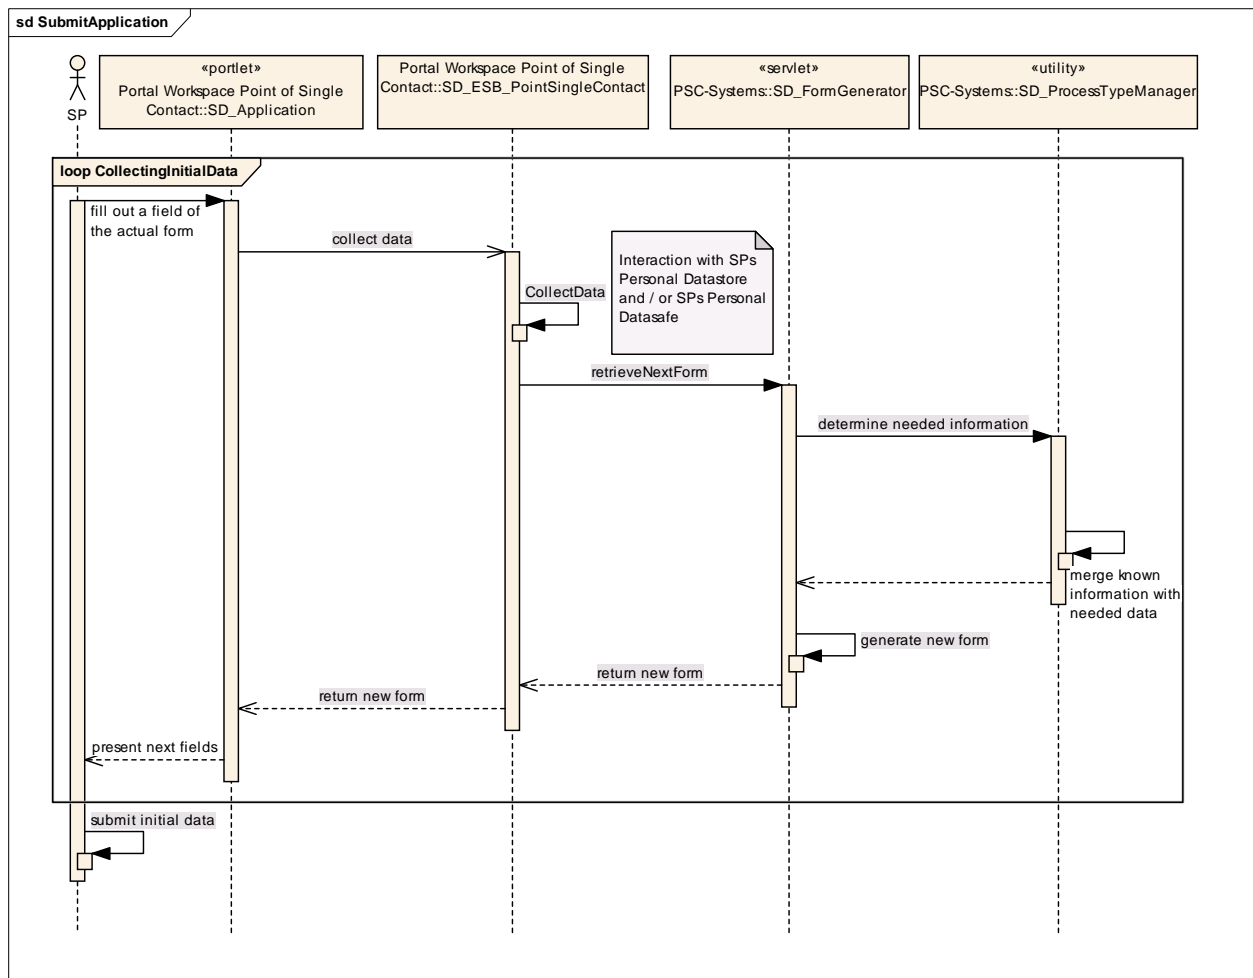 sd SubmitApplication
SP
«portlet»
Portal Workspace Point of Single
Contact::SD_Application
Portal Workspace Point of Single
Contact::SD_ESB_PointSingleContact
«servlet»
PSC-Systems::SD_FormGenerator
«utility»
PSC-Systems::SD_ProcessTypeManager
loop CollectingInitialData
fill out a field of
the actual form
collect data
CollectData
Interaction with SPs
Personal Datastore
and / or SPs Personal
Datasafe
retrieveNextForm
determine needed information
merge known
information with
needed data
generate new form
return new form
return new form
present next fields
submit initial data